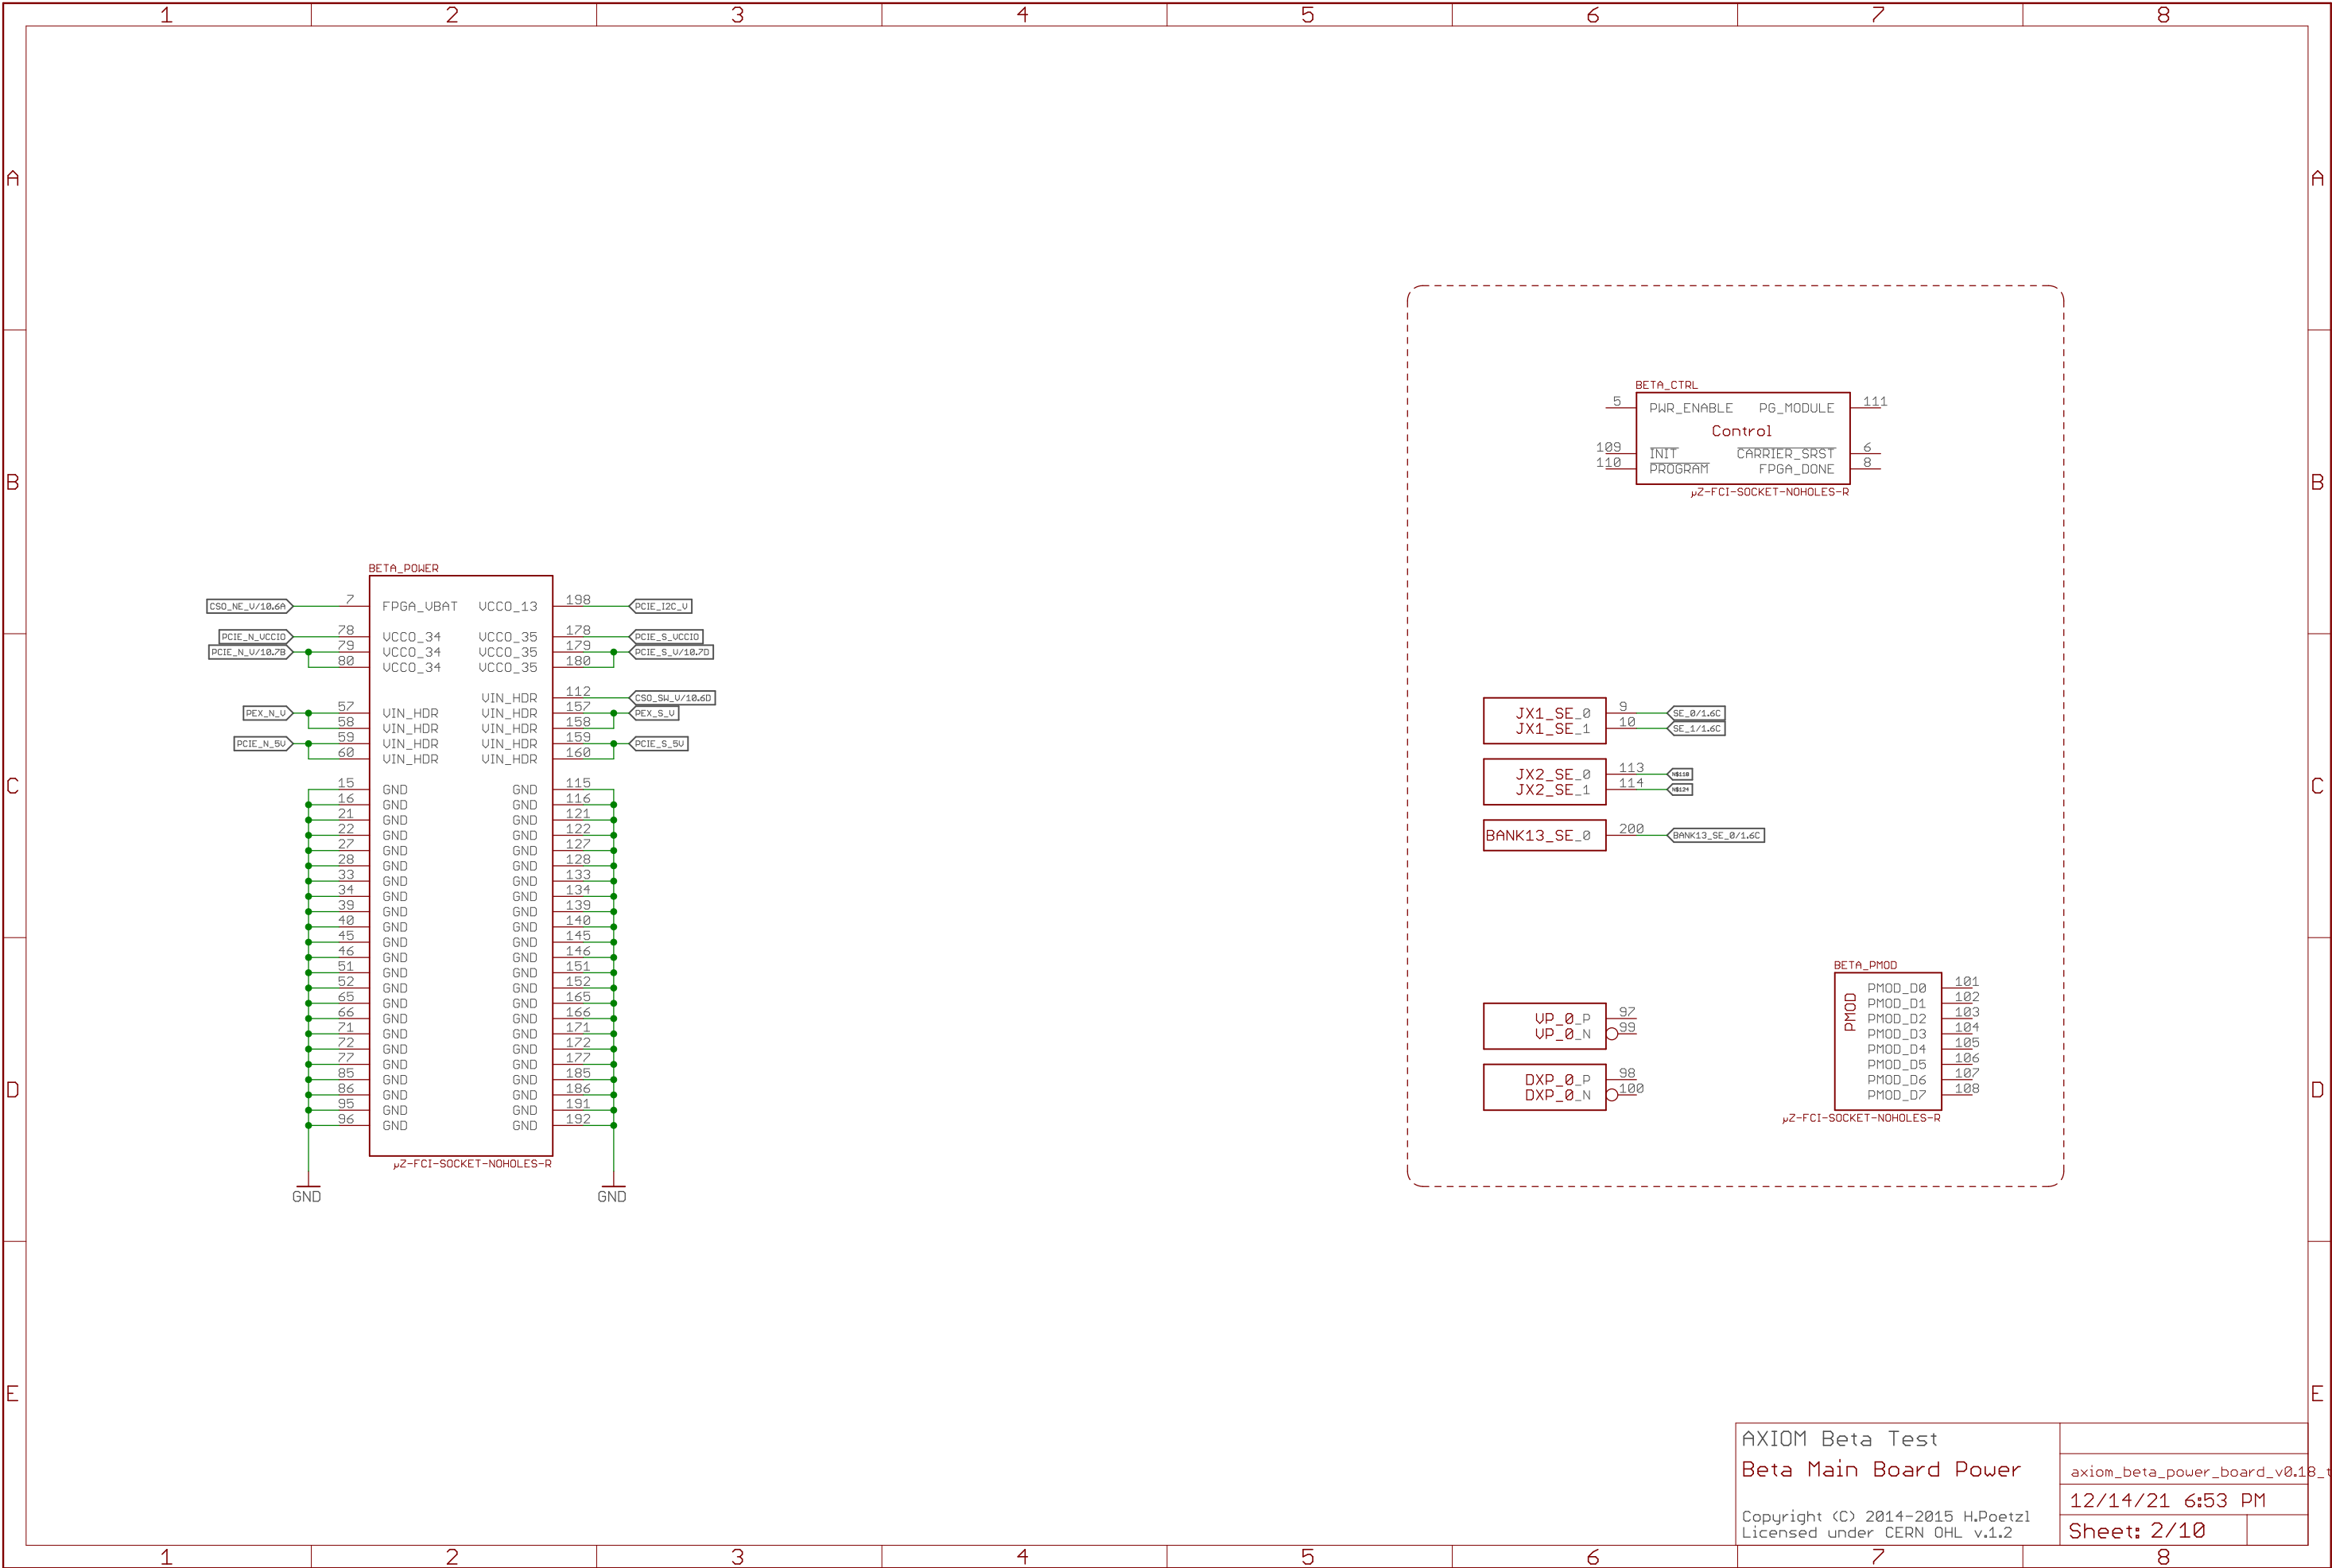 1 2 3 4 5 6 7 8
A A
BETA_CTRL
5 PWR_ENABLE PG_MODULE 111
Control
109 INIT CARRIER_SRST 6
110 PROGRAM FPGA_DONE 8
µZ-FCI-SOCKET-NOHOLES-R
B B
BETA_POWER
CSO_NE_V/10.6A 7 FPGA_VBAT VCCO_13 198 PCIE_I2C_V
PCIE_N_VCCIO 78 VCCO_34 VCCO_35 178 PCIE_S_VCCIO
PCIE_N_V/10.7B 79 VCCO_34 VCCO_35 179 PCIE_S_V/10.7D
80 VCCO_34 VCCO_35 180
VIN_HDR 112 CSO_SW_V/10.6D
PEX_N_V 57 VIN_HDR VIN_HDR 157 PEX_S_V
58 VIN_HDR VIN_HDR 158
PCIE_N_5V 59 VIN_HDR VIN_HDR 159 PCIE_S_5V
60 VIN_HDR VIN_HDR 160
15 GND GND 115
16 GND GND 116
21 GND GND 121
22 GND GND 122
27 GND GND 127
28 GND GND 128
33 GND GND 133
34 GND GND 134
39 GND GND 139
40 GND GND 140
45 GND GND 145
46 GND GND 146
51 GND GND 151
52 GND GND 152
65 GND GND 165
66 GND GND 166
71 GND GND 171
72 GND GND 172
77 GND GND 177
85 GND GND 185
86 GND GND 186
95 GND GND 191
96 GND GND 192
µZ-FCI-SOCKET-NOHOLES-R
GND GND
JX1_SE_0 9 SE_0/1.6C
JX1_SE_1 10 SE_1/1.6C
JX2_SE_0 113 N$118
JX2_SE_1 114 N$124
BANK13_SE_0 200 BANK13_SE_0/1.6C
C C
VP_0_P 97
VP_0_N 99
DXP_0_P 98
DXP_0_N 100
BETA_PMOD
PMOD
PMOD_D0 101
PMOD_D1 102
PMOD_D2 103
PMOD_D3 104
PMOD_D4 105
PMOD_D5 106
PMOD_D6 107
PMOD_D7 108
µZ-FCI-SOCKET-NOHOLES-R
D D
E E
AXIOM Beta Test
Beta Main Board Power
Copyright (C) 2014-2015 H.Poetzl
Licensed under CERN OHL v.1.2
axiom_beta_power_board_v0.18_t
12/14/21 6:53 PM
Sheet: 2/10
1 2 3 4 5 6 7 8